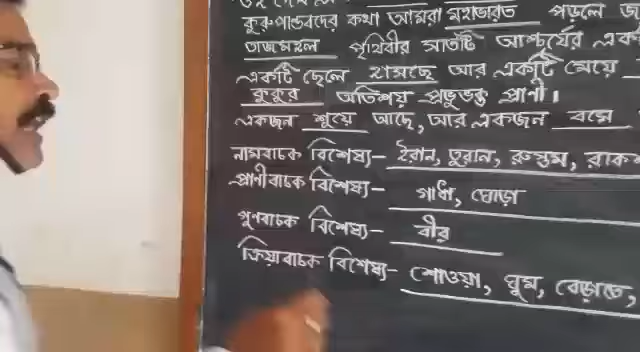 কুরুপাণ্ডবদের কথা আমরা মহাভারত পড়লে
তাজমহল পৃথিবীর সাতটি আশ্চর্যের
একটি ছেলে হাসছে আর একটি মেয়ে
কুকুর অতিশয় প্রভুভক্ত প্রাণী।
একজন শুয়ে আছে, আর একজন বসে
নামবাচক বিশেষ্য- ইরান, তুরান, রুস্তম,
প্রাণীবাচক বিশেষ্য- গাধা, ঘোড়া
গুণবাচক বিশেষ্য- বীর
ক্রিয়াবাচক বিশেষ্য- শোওয়া, ঘুম, বেড়াতে,